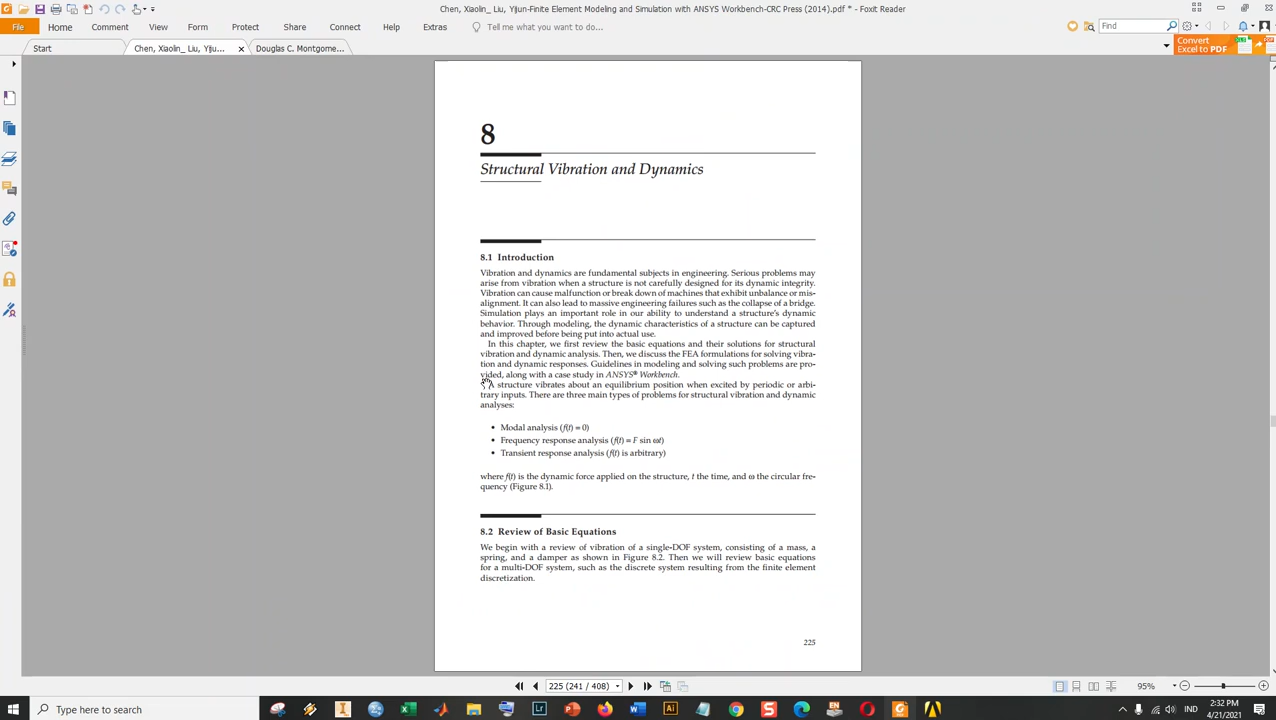 Chen, Xiaolin_ Liu, Yijun-Finite Element Modeling and Simulation with ANSYS Workbench-CRC Press (2014).pdf * - Foxit Reader
File Home Comment View Form Protect Share Connect Help Extras Tell me what you want to do... Find
Start Chen, Xiaolin_ Liu, Yiju... Douglas C. Montgome...
Convert
Excel to PDF
8
Structural Vibration and Dynamics
8.1 Introduction
Vibration and dynamics are fundamental subjects in engineering. Serious problems may
arise from vibration when a structure is not carefully designed for its dynamic integrity.
Vibration can cause malfunction or break down of machines that exhibit unbalance or mis-
alignment. It can also lead to massive engineering failures such as the collapse of a bridge.
Simulation plays an important role in our ability to understand a structure's dynamic
behavior. Through modeling, the dynamic characteristics of a structure can be captured
and improved before being put into actual use.
In this chapter, we first review the basic equations and their solutions for structural
vibration and dynamic analysis. Then, we discuss the FEA formulations for solving vibra-
tion and dynamic responses. Guidelines in modeling and solving such problems are pro-
vided, along with a case study in ANSYS® Workbench.
A structure vibrates about an equilibrium position when excited by periodic or arbi-
trary inputs. There are three main types of problems for structural vibration and dynamic
analyses:
• Modal analysis (f(t) = 0)
• Frequency response analysis (f(t) = F sin ωt)
• Transient response analysis (f(t) is arbitrary)
where f(t) is the dynamic force applied on the structure, t the time, and ω the circular fre-
quency (Figure 8.1).
8.2 Review of Basic Equations
We begin with a review of vibration of a single-DOF system, consisting of a mass, a
spring, and a damper as shown in Figure 8.2. Then we will review basic equations
for a multi-DOF system, such as the discrete system resulting from the finite element
discretization.
225
225 (241 / 408)
95%
Type here to search
IND
2:32 PM
4/21/2021